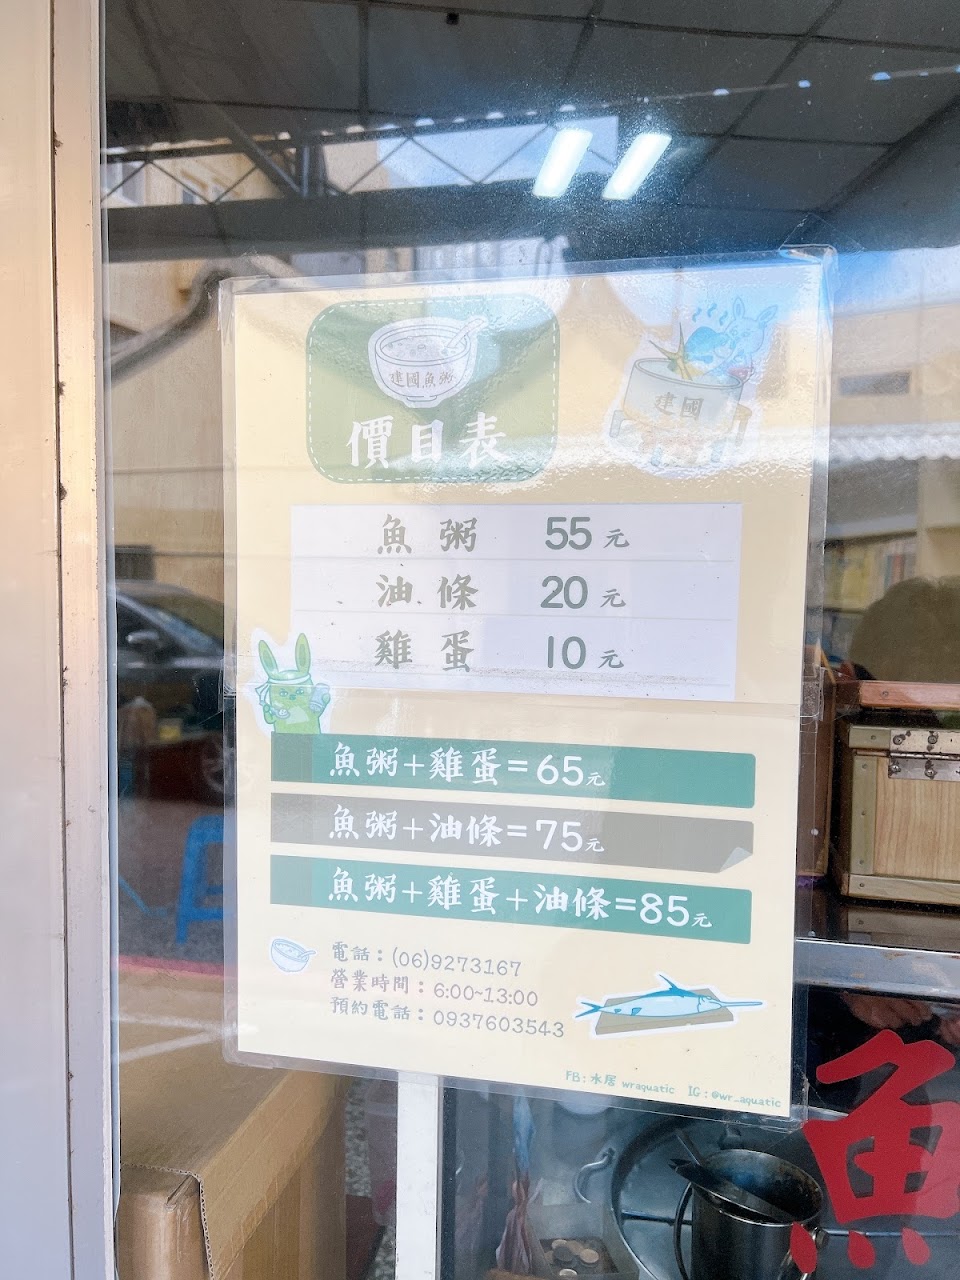 建國魚粥
價目表
建國
魚粥 55元
油條 20元
雞蛋 10元
魚粥+雞蛋=65元
魚粥+油條=75元
魚粥+雞蛋+油條=85元
電話：(06)9273167
營業時間：6:00~13:00
預約電話：0937603543
FB：水居 wraquatic IG：@wr_aquatic
魚